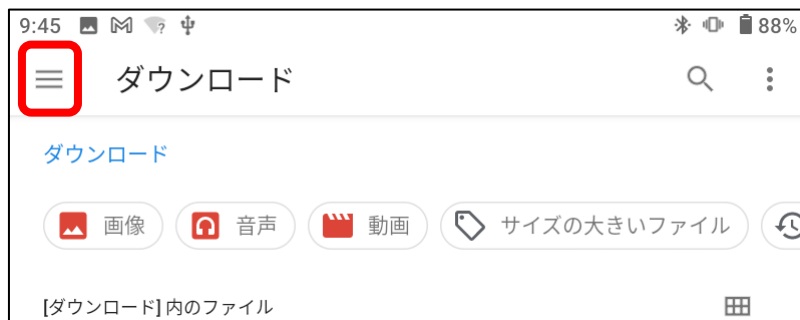 9:45 88%
ダウンロード
ダウンロード
画像 音声 動画 サイズの大きいファイル
[ダウンロード] 内のファイル